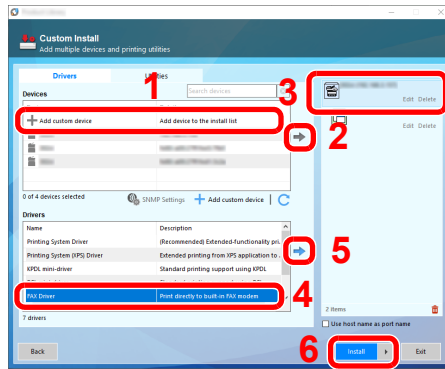 Custom Install
Add multiple devices and printing utilities
Drivers
Utilities
1
Devices
Search devices
3
Edit Delete
Add custom device Add device to the install list
2
Edit Delete
0 of 4 devices selected SNMP Settings Add custom device
Drivers
Name Description
Printing System Driver (Recommended) Extended-functionality pri
Printing System (XPS) Driver Extended printing from XPS application to
5
KPDL mini-driver Standard printing support using KPDL
FAX Driver Print directly to built-in FAX modem
4
2 items
7 drivers
Use host name as port name
6
Back
Install
Exit